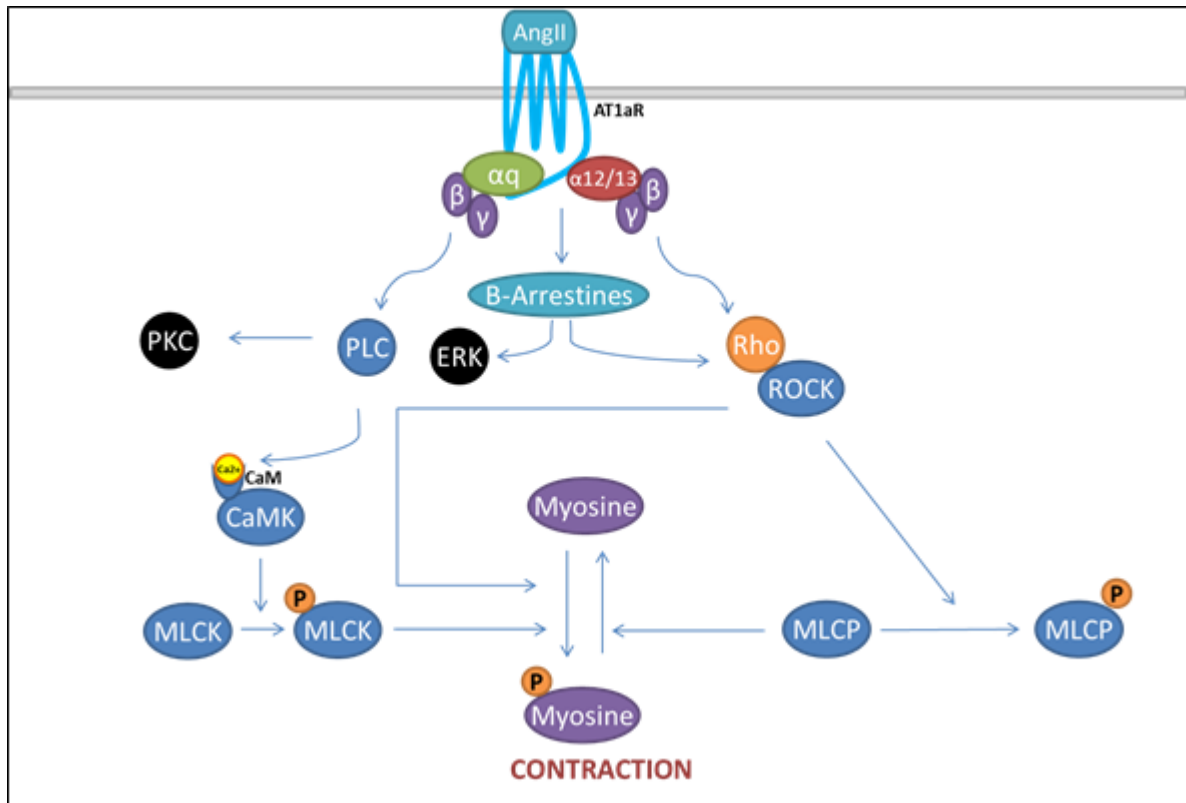 AngII
AT1aR
αq
α12/13
β
γ
β
γ
B-Arrestines
PKC
PLC
ERK
Rho
ROCK
Ca2+
CaM
CaMK
Myosine
P
P
MLCK
MLCK
MLCP
MLCP
P
Myosine
CONTRACTION